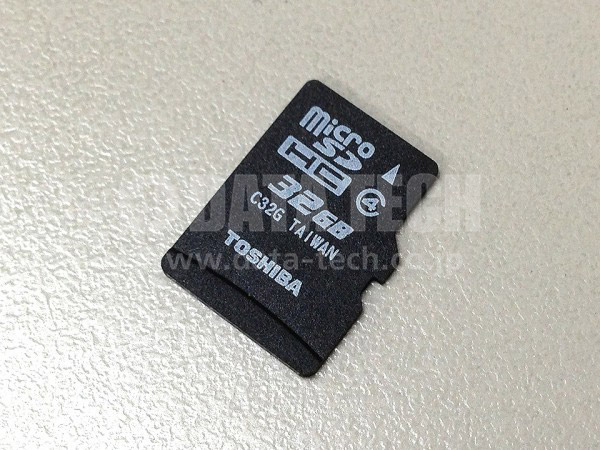 micro
SD
HC
32GB 4
C32G TAIWAN
TOSHIBA
DATA TECH
www.data-tech.co.jp